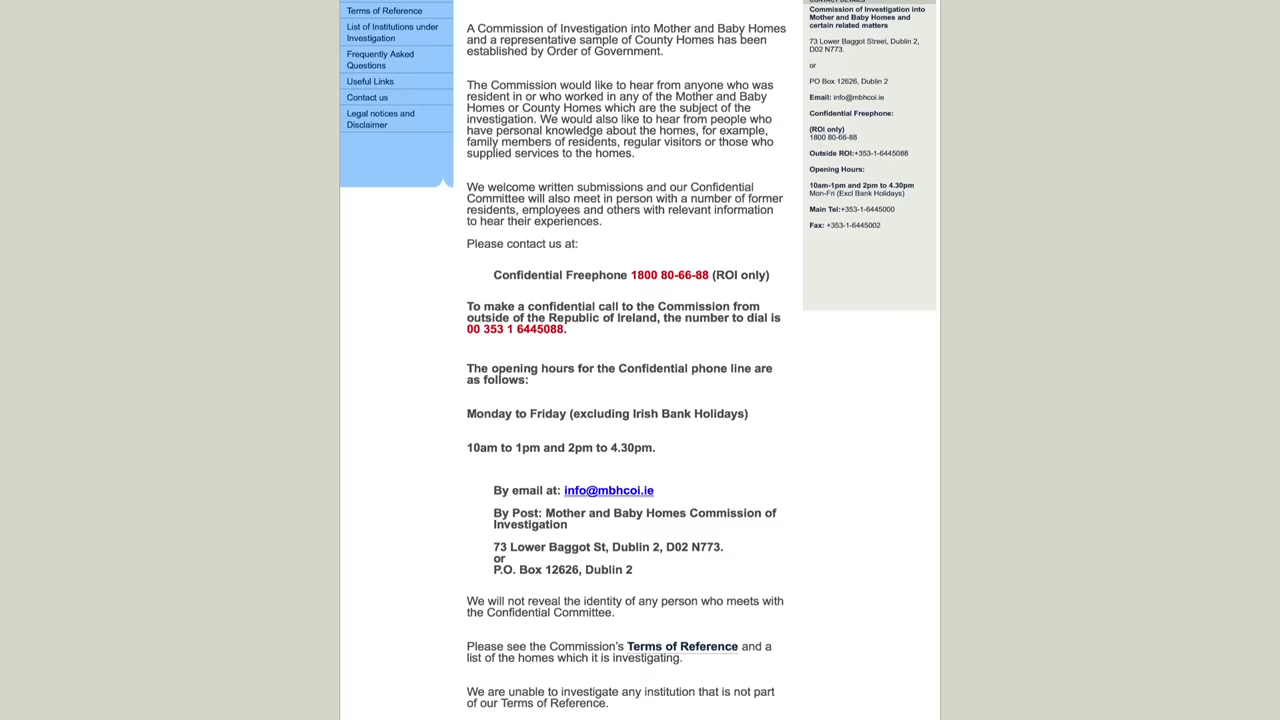 Terms of Reference
List of Institutions under
Investigation
Frequently Asked
Questions
Useful Links
Contact us
Legal notices and
Disclaimer
A Commission of Investigation into Mother and Baby Homes
and a representative sample of County Homes has been
established by Order of Government.
The Commission would like to hear from anyone who was
resident in or who worked in any of the Mother and Baby
Homes or County Homes which are the subject of the
investigation. We would also like to hear from people who
have personal knowledge about the homes, for example,
family members of residents, regular visitors or those who
supplied services to the homes.
We welcome written submissions and our Confidential
Committee will also meet in person with a number of former
residents, employees and others with relevant information
to hear their experiences.
Please contact us at:
Confidential Freephone 1800 80-66-88 (ROI only)
To make a confidential call to the Commission from
outside of the Republic of Ireland, the number to dial is
00 353 1 6445088.
The opening hours for the Confidential phone line are
as follows:
Monday to Friday (excluding Irish Bank Holidays)
10am to 1pm and 2pm to 4.30pm.
By email at: info@mbhcoi.ie
By Post: Mother and Baby Homes Commission of
Investigation
73 Lower Baggot St, Dublin 2, D02 N773.
or
P.O. Box 12626, Dublin 2
We will not reveal the identity of any person who meets with
the Confidential Committee.
Please see the Commission's Terms of Reference and a
list of the homes which it is investigating.
We are unable to investigate any institution that is not part
of our Terms of Reference.
CONTACT DETAILS
Commission of Investigation into
Mother and Baby Homes and
certain related matters
73 Lower Baggot Street, Dublin 2,
D02 N773.
or
PO Box 12626, Dublin 2
Email: info@mbhcoi.ie
Confidential Freephone:
(ROI only)
1800 80-66-88
Outside ROI:+353-1-6445088
Opening Hours:
10am-1pm and 2pm to 4.30pm
Mon-Fri (Excl Bank Holidays)
Main Tel:+353-1-6445000
Fax: +353-1-6445002